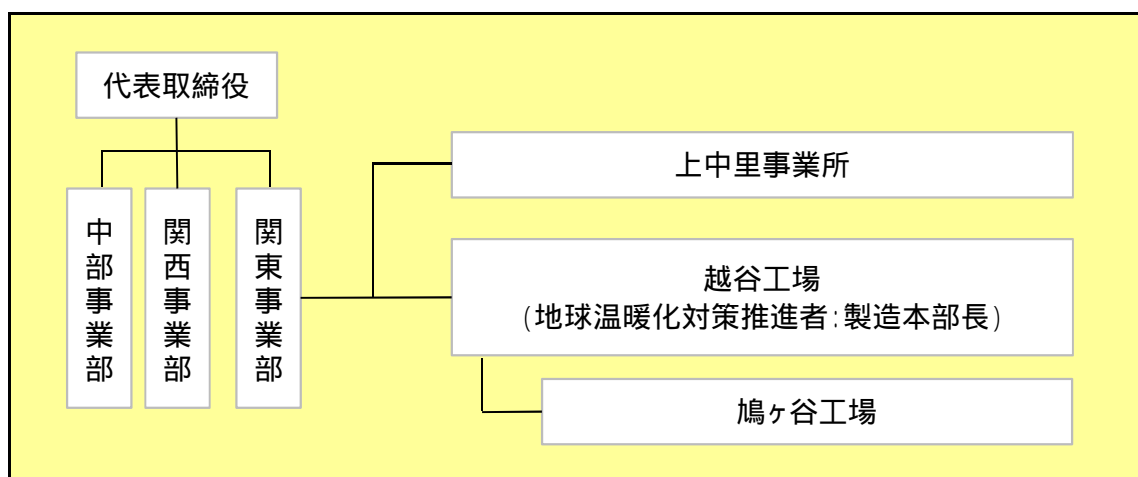 代表取締役
上中里事業所
中部事業部
関西事業部
関東事業部
越谷工場
(地球温暖化対策推進者:製造本部長)
鳩ヶ谷工場